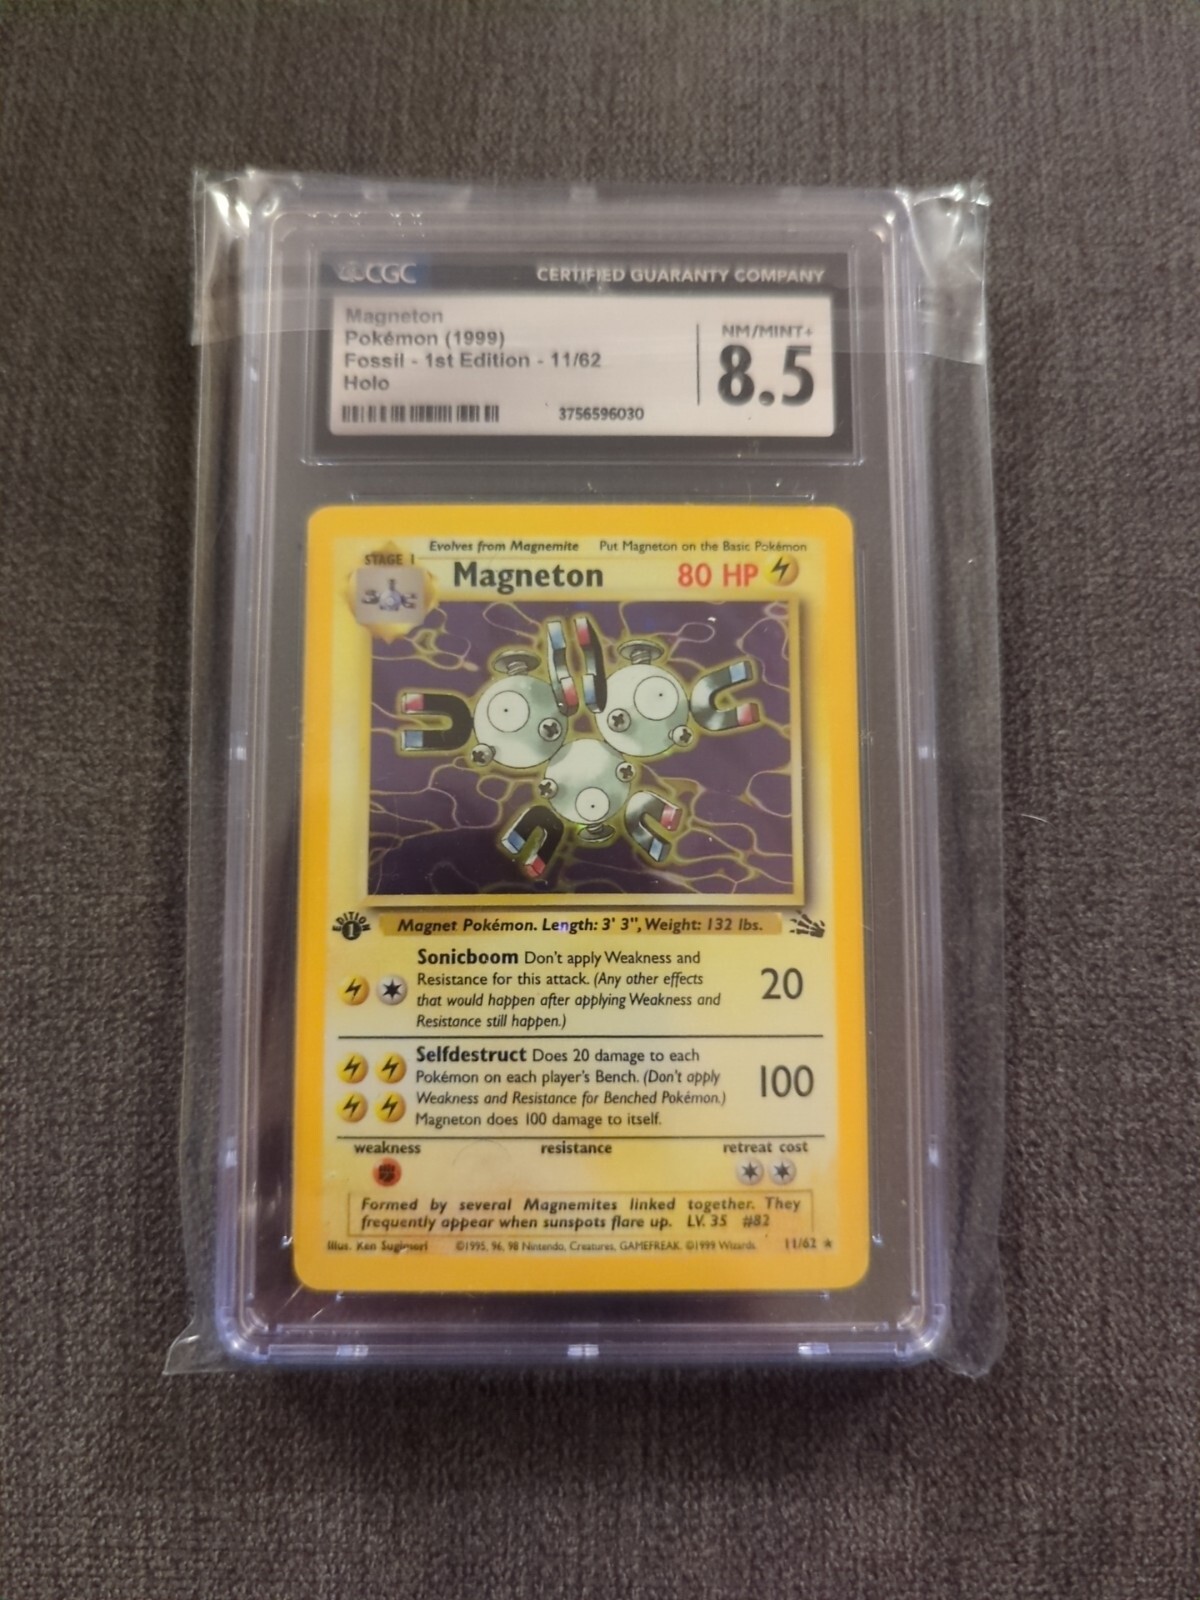 CGC CERTIFIED GUARANTY COMPANY
Magneton
Pokémon (1999)
Fossil - 1st Edition - 11/62
Holo
3756596030
NM/MINT+
8.5
Evolves from Magnemite Put Magneton on the Basic Pokémon
STAGE 1
Magneton 80 HP
EDITION
1
Magnet Pokémon. Length: 3' 3", Weight: 132 lbs.
Sonicboom Don't apply Weakness and
Resistance for this attack. (Any other effects
that would happen after applying Weakness and
Resistance still happen.)
20
Selfdestruct Does 20 damage to each
Pokémon on each player's Bench. (Don't apply
Weakness and Resistance for Benched Pokémon.)
Magneton does 100 damage to itself.
100
weakness resistance retreat cost
Formed by several Magnemites linked together. They
frequently appear when sunspots flare up. LV. 35 #82
Illus. Ken Sugimori ©1995, 96, 98 Nintendo, Creatures, GAMEFREAK. ©1999 Wizards. 11/62 ★